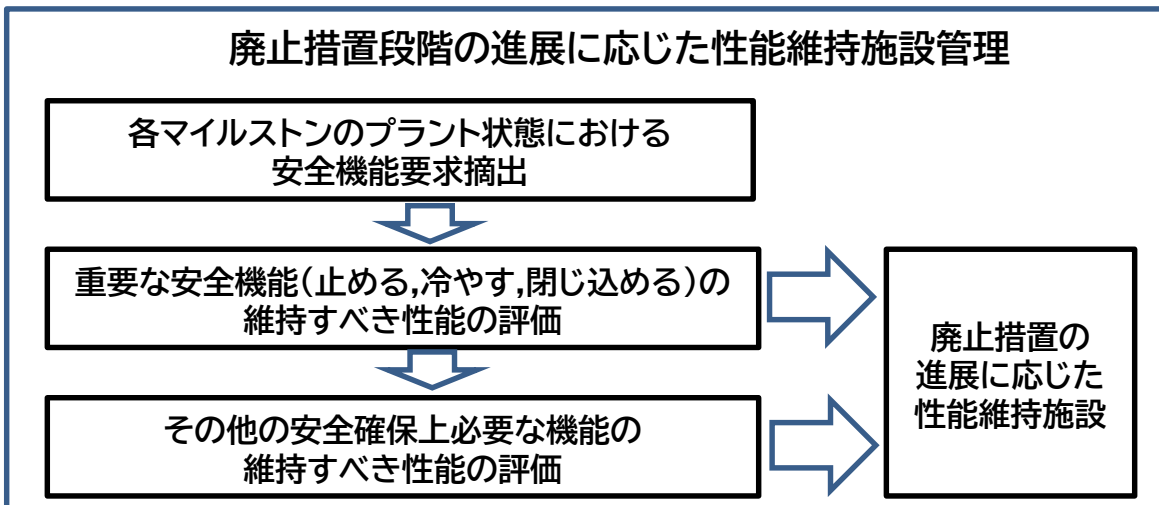 廃止措置段階の進展に応じた性能維持施設管理
各マイルストンのプラント状態における
安全機能要求摘出
重要な安全機能(止める,冷やす,閉じ込める)の
維持すべき性能の評価
その他の安全確保上必要な機能の
維持すべき性能の評価
廃止措置の
進展に応じた
性能維持施設